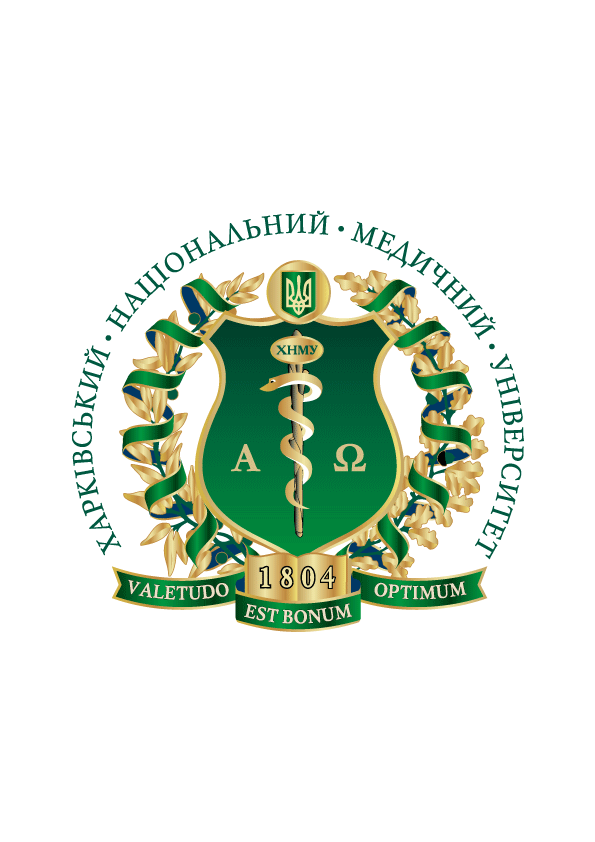 ХАРКІВСЬКИЙ • НАЦІОНАЛЬНИЙ • МЕДИЧНИЙ • УНІВЕРСИТЕТ
ХНМУ
Α Ω
1804
VALETUDO EST BONUM OPTIMUM